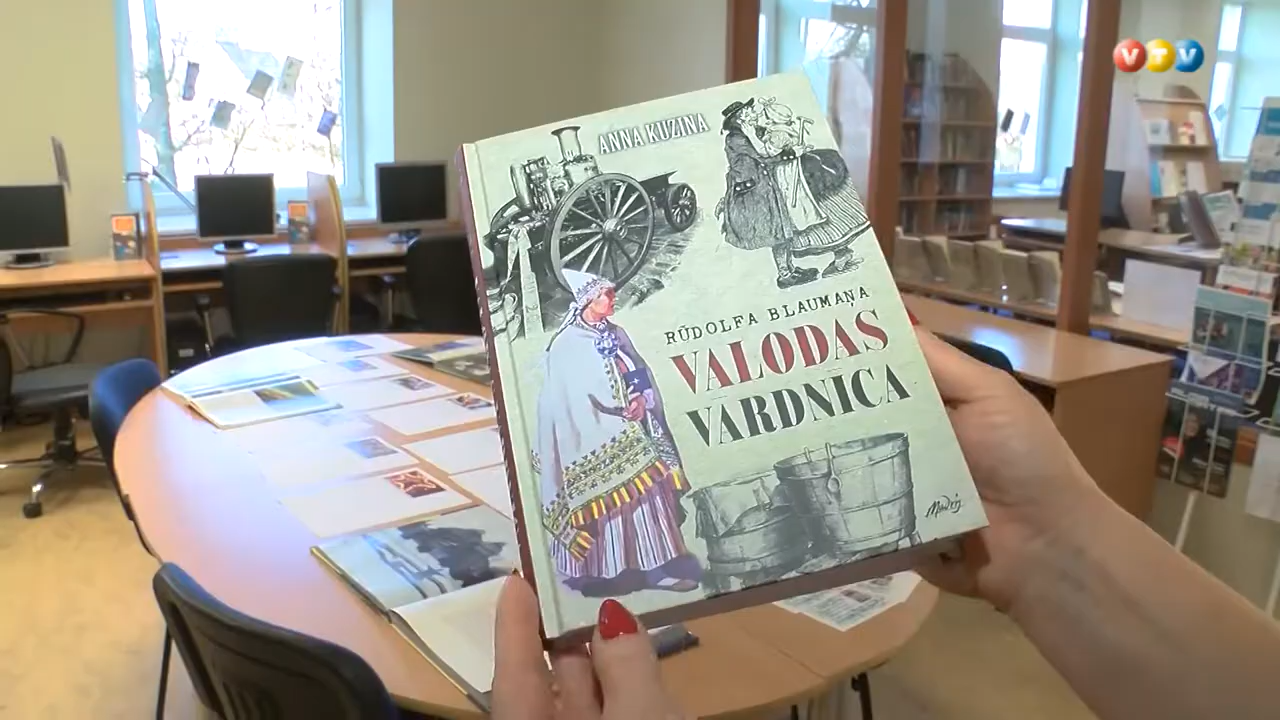 VTV
ANNA KUZINA
RŪDOLFA BLAUMAŅA
VALODAS
VĀRDNĪCA